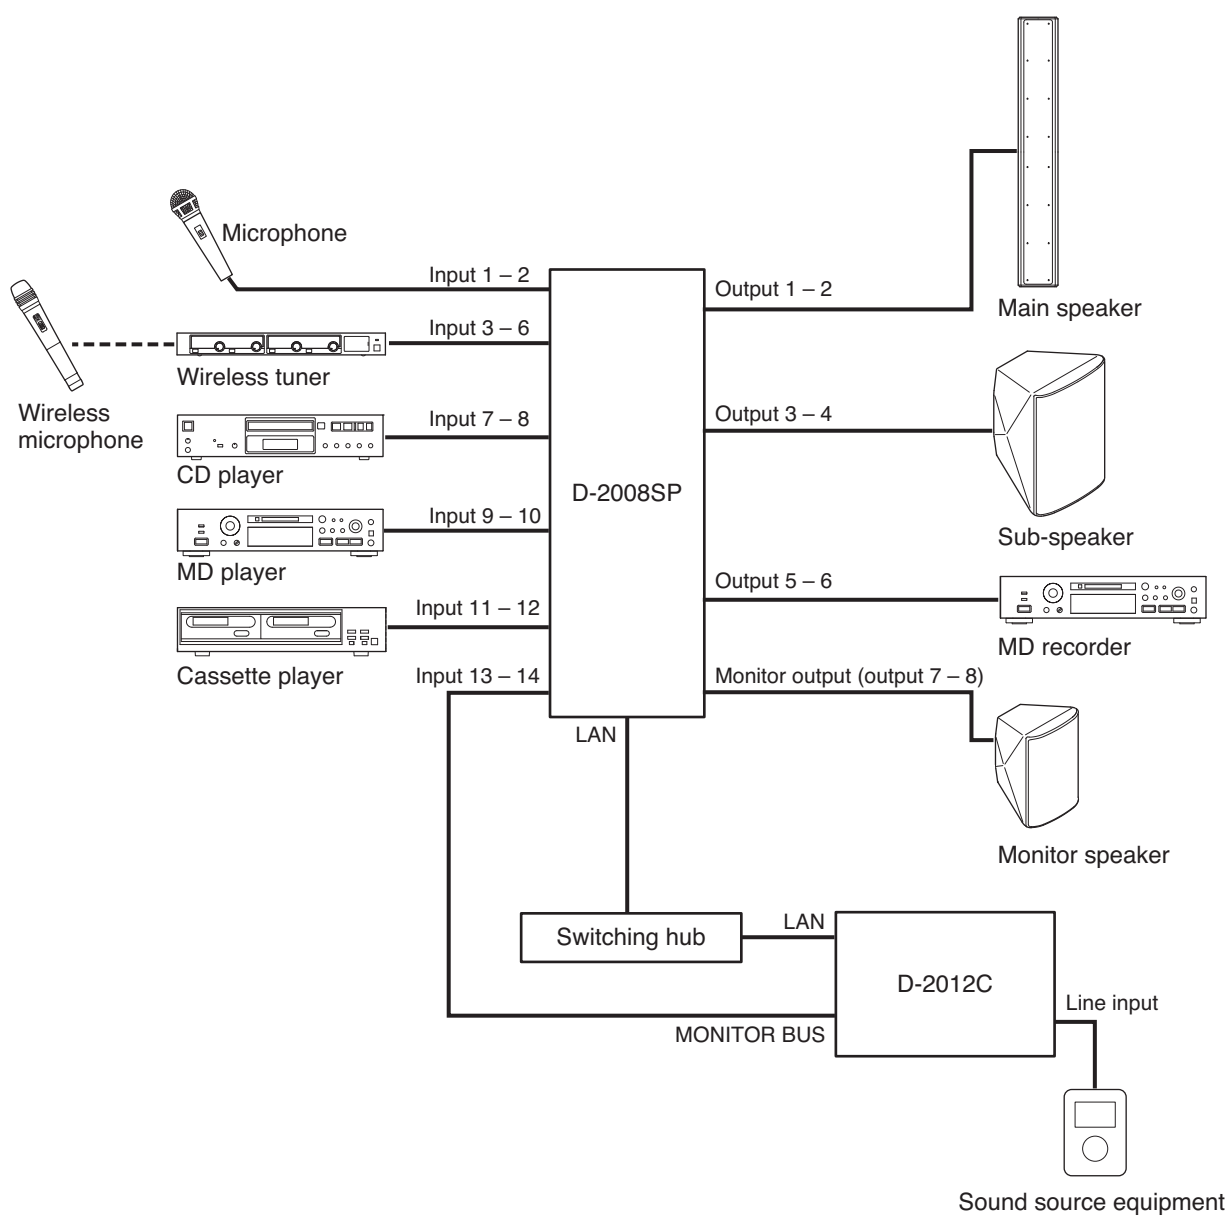 Microphone
Input 1 – 2
Output 1 – 2
Main speaker
Input 3 – 6
Wireless tuner
Wireless
microphone
Input 7 – 8
Output 3 – 4
CD player
D-2008SP
Input 9 – 10
Sub-speaker
MD player
Output 5 – 6
Input 11 – 12
MD recorder
Cassette player
Input 13 – 14
Monitor output (output 7 – 8)
LAN
Monitor speaker
Switching hub
LAN
D-2012C
Line input
MONITOR BUS
Sound source equipment